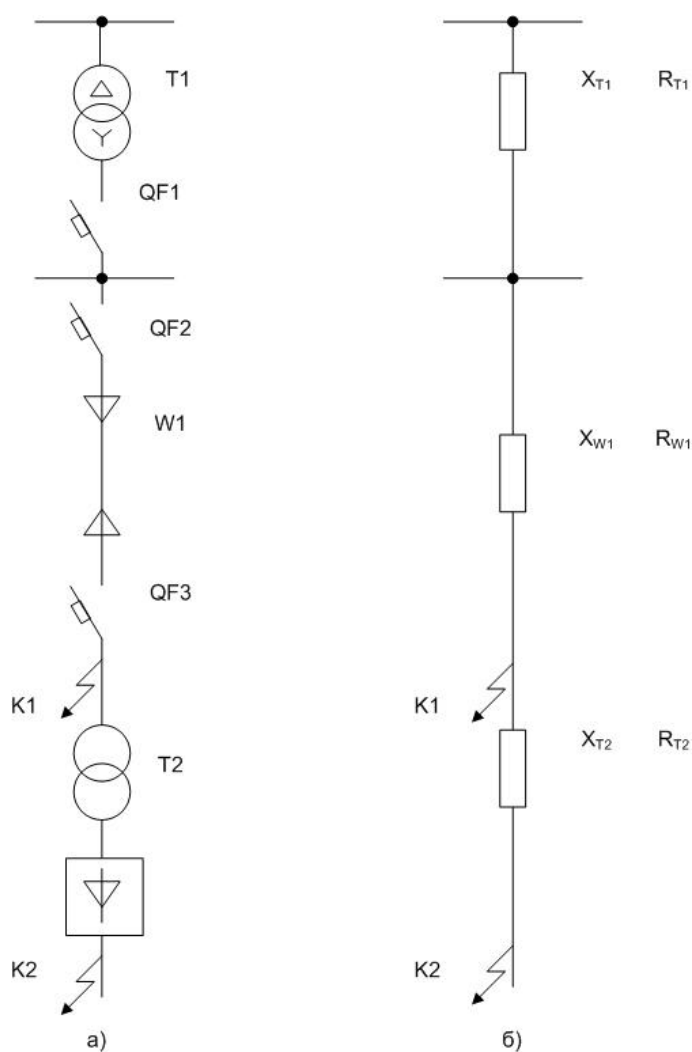 T1
X_T1 R_T1
QF1
QF2
W1
X_W1 R_W1
QF3
K1
K1
T2
X_T2 R_T2
K2
K2
а)
б)